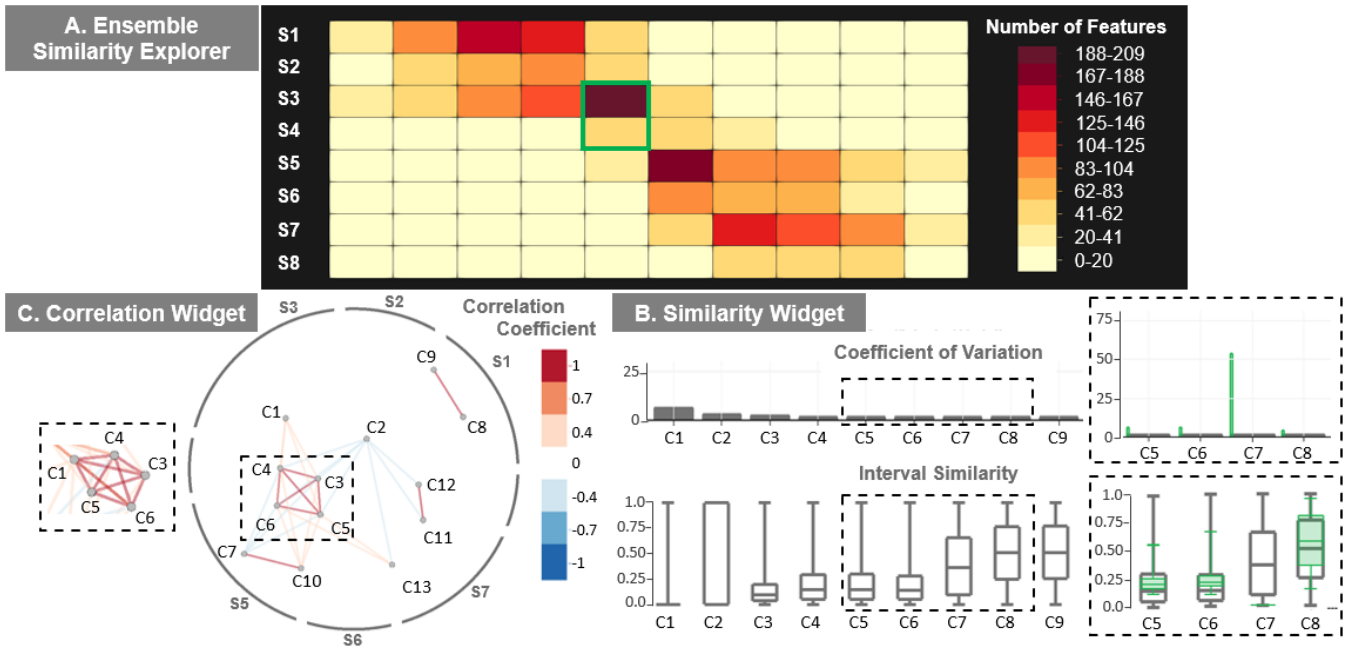 A. Ensemble
Similarity Explorer
S1
S2
S3
S4
S5
S6
S7
S8
Number of Features
188-209
167-188
146-167
125-146
104-125
83-104
62-83
41-62
20-41
0-20
C. Correlation Widget
S3
S2
S1
S7
S6
S5
C9
C8
C1
C2
C4
C3
C12
C6
C5
C11
C7
C10
C13
C4
C1
C3
C5
C6
Correlation
Coefficient
1
0.7
0.4
0
-0.4
-0.7
-1
B. Similarity Widget
Coefficient of Variation
25
0
C1 C2 C3 C4 C5 C6 C7 C8 C9
Interval Similarity
1.00
0.75
0.50
0.25
0.0
C1 C2 C3 C4 C5 C6 C7 C8 C9
75
50
25
0
C5 C6 C7 C8
1.00
0.75
0.50
0.25
0.0
...
C5 C6 C7 C8